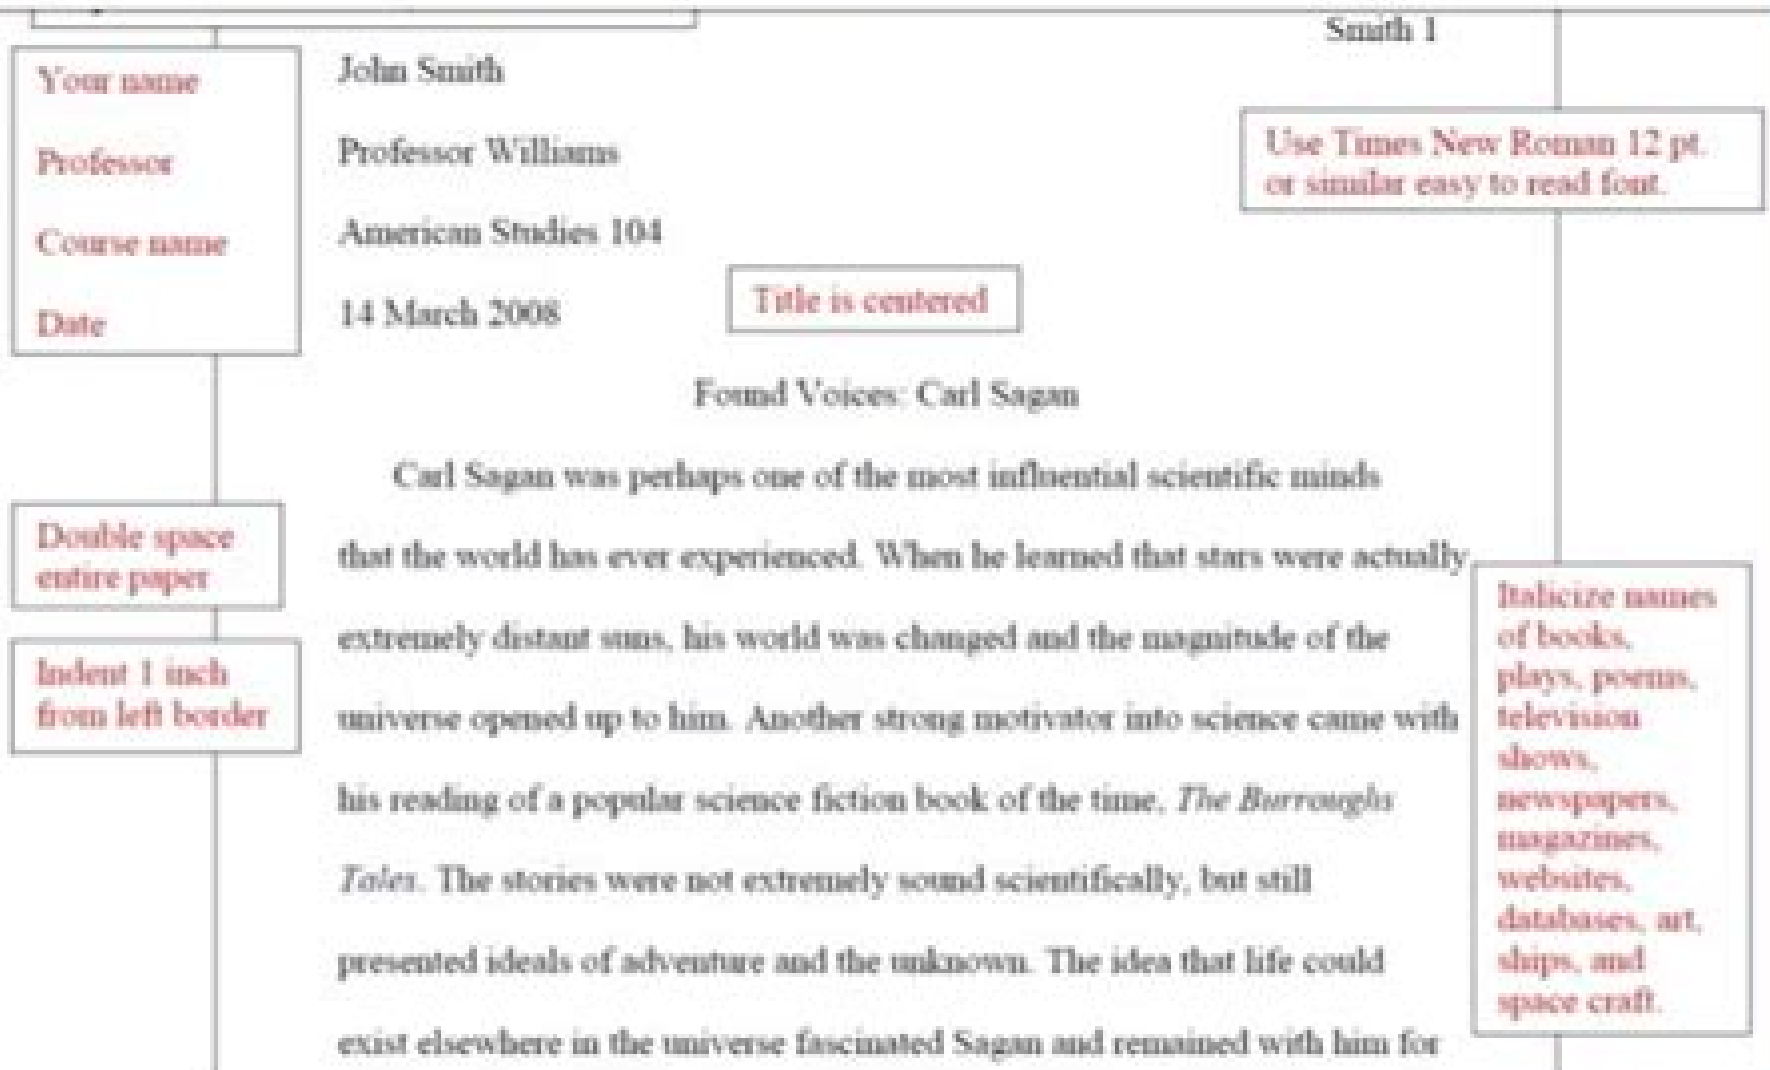 Smith 1
Your name
Professor
Course name
Date
John Smith
Professor Williams
American Studies 104
14 March 2008
Use Times New Roman 12 pt.
or similar easy to read font.
Title is centered
Found Voices: Carl Sagan
Carl Sagan was perhaps one of the most influential scientific minds
that the world has ever experienced. When he learned that stars were actually
extremely distant suns, his world was changed and the magnitude of the
universe opened up to him. Another strong motivator into science came with
his reading of a popular science fiction book of the time, The Burroughs
Tales. The stories were not extremely sound scientifically, but still
presented ideals of adventure and the unknown. The idea that life could
exist elsewhere in the universe fascinated Sagan and remained with him for
Double space
entire paper
Indent 1 inch
from left border
Italicize names
of books,
plays, poems,
television
shows,
newspapers,
magazines,
websites,
databases, art,
ships, and
space craft.